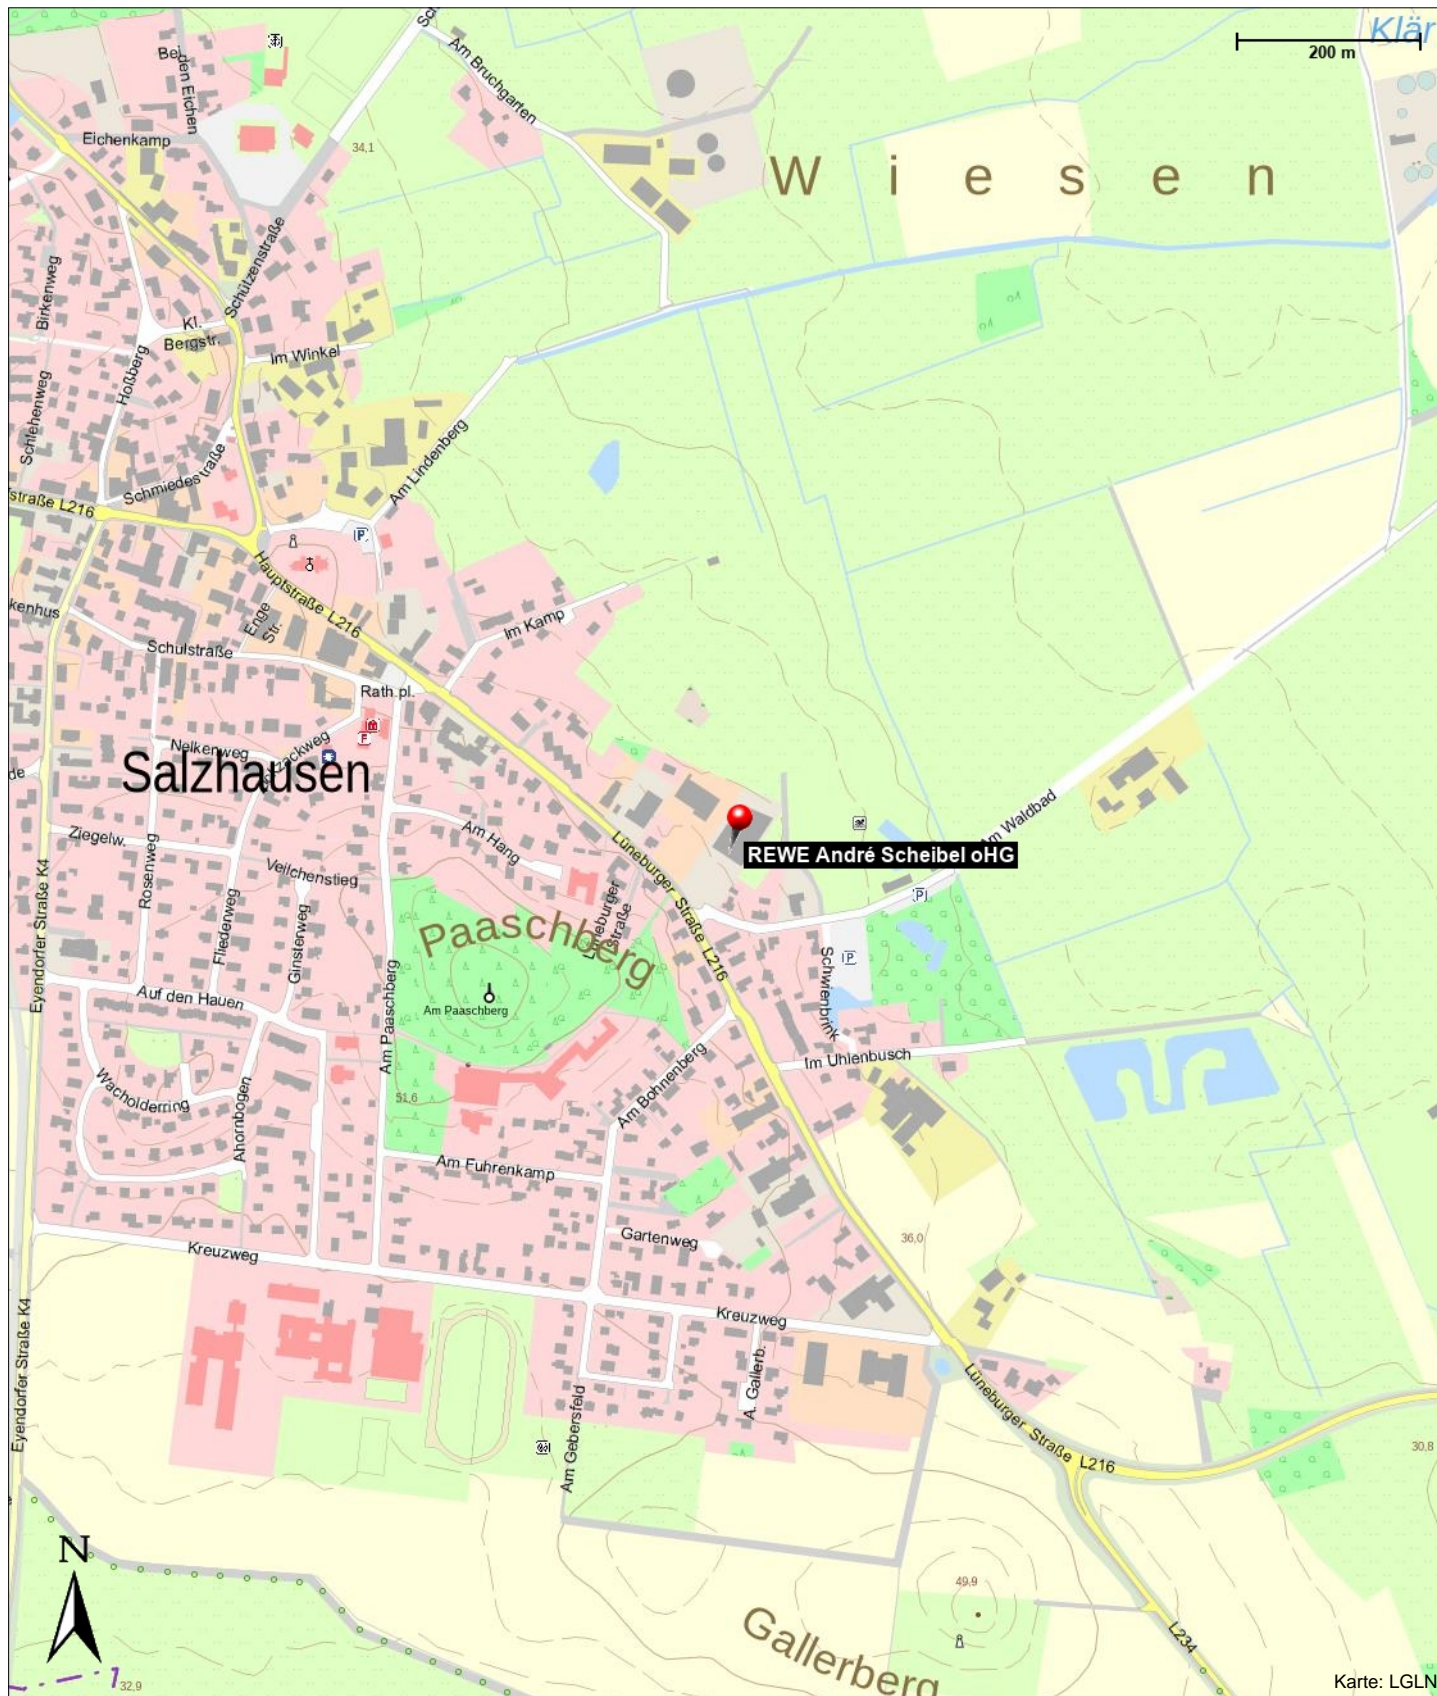 Klär
200 m
Bei
den Eichen
Am Bruchgarten
Eichenkamp
34,1
Wiesen
Schützenstraße
Birkenweg
Kl.
Bergstr.
Im Winkel
Hoßberg
Schlehenweg
Schmiedestraße
Am Lindenberg
straße L216
P
Hauptstraße L216
kenhus
Enge
Str.
Im Kamp
Schulstraße
Rath.pl.
Nelkenweg
F
Salzhausen
de
Ziegelw.
Am Hang
Am Waldbad
REWE André Scheibel oHG
Lüneburger Straße L216
Rosenweg
Veilchenstieg
Eyendorfer Straße K4
Fliederweg
Ginsterweg
Lüneburger
Straße
Paaschberg
P
P
Schwienbrink
Auf den Hauen
Am Paaschberg
Am Paaschberg
Im Uhlenbusch
Wacholderring
Ahornbogen
51,6
Am Bohnenberg
Am Fuhrenkamp
Gartenweg
36,0
Kreuzweg
Kreuzweg
Eyendorfer Straße K4
A. Gallerb.
Am Gebersfeld
Lüneburger Straße L216
30,8
N
49,9
Gallerberg
L234
32,9
Karte: LGLN